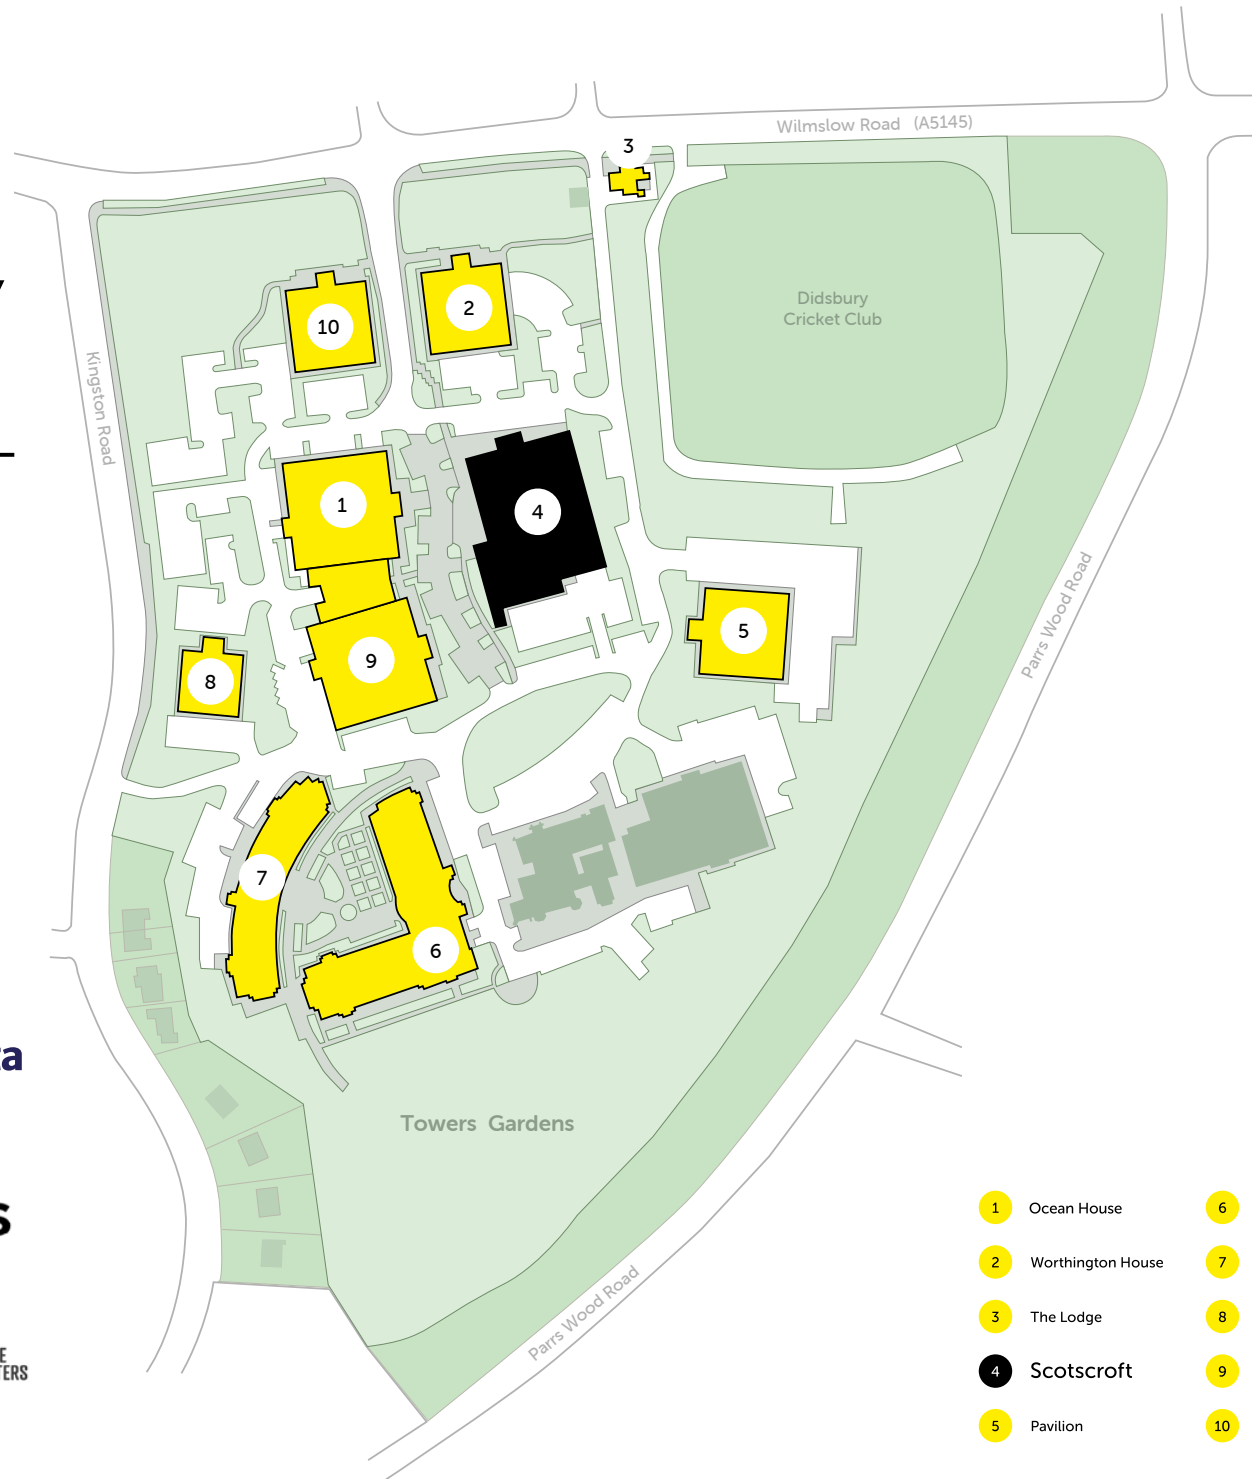 Wilmslow Road (A5145)
3
Didsbury
Cricket Club
2
10
Kingston Road
1
4
Parrs Wood Road
5
9
8
7
6
ta
Towers Gardens
S
Parrs Wood Road
E
TERS
1 Ocean House 6
2 Worthington House 7
3 The Lodge 8
4 Scotscroft 9
5 Pavilion 10